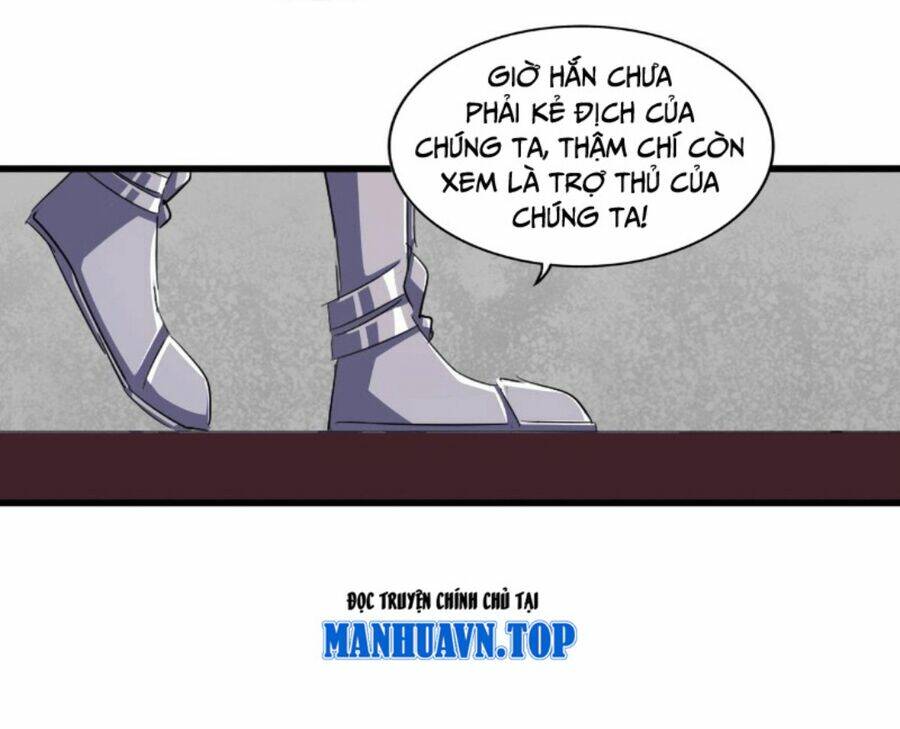 GIỜ HẮN CHƯA
PHẢI KẺ ĐỊCH CỦA
CHÚNG TA, THẬM CHÍ CÒN
XEM LÀ TRỢ THỦ CỦA
CHÚNG TA!
ĐỌC TRUYỆN CHÍNH CHỦ TẠI
MANHUAVN.TOP